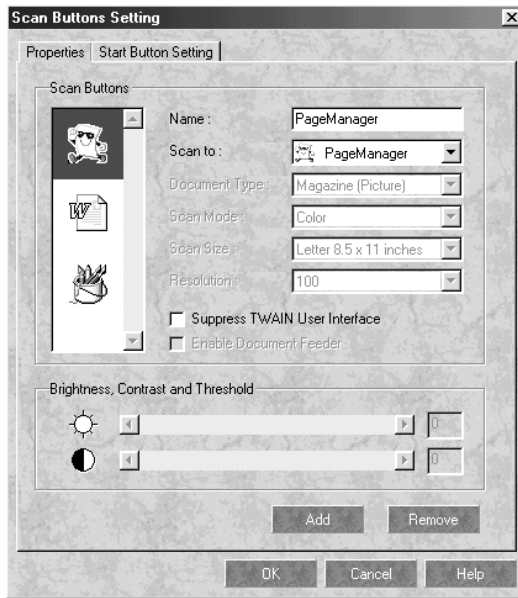 Scan Buttons Setting
Properties Start Button Setting
Scan Buttons
Name : PageManager
Scan to : PageManager
Document Type : Magazine (Picture)
Scan Mode : Color
Scan Size : Letter 8.5 x 11 inches
Resolution : 100
W
Suppress TWAIN User Interface
Enable Document Feeder
Brightness, Contrast and Threshold
0
0
Add Remove
OK Cancel Help